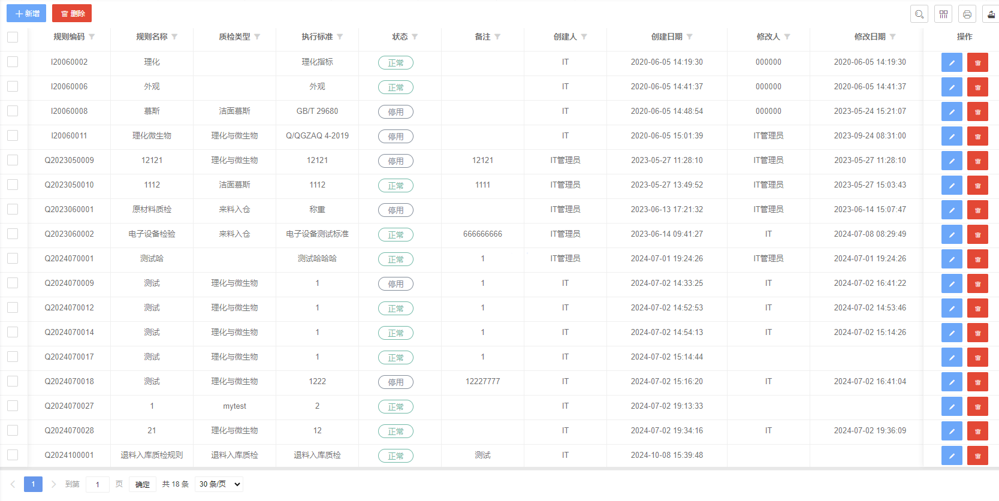 新增 删除
规则编码 规则名称 质检类型 执行标准 状态 备注 创建人 创建日期 修改人 修改日期 操作
I20060002 理化 理化指标 正常 IT 2020-06-05 14:19:30 000000 2020-06-05 14:19:30
I20060006 外观 外观 正常 IT 2020-06-05 14:41:37 000000 2020-06-05 14:41:37
I20060008 慕斯 洁面慕斯 GB/T 29680 停用 IT 2020-06-05 14:48:54 000000 2023-05-24 15:21:07
I20060011 理化微生物 理化与微生物 Q/QGZAQ 4-2019 停用 IT 2020-06-05 15:01:39 IT管理员 2023-09-24 08:31:00
Q2023050009 12121 理化与微生物 12121 停用 12121 IT管理员 2023-05-27 11:28:10 IT管理员 2023-05-27 11:28:10
Q2023050010 1112 洁面慕斯 1112 正常 1111 IT管理员 2023-05-27 13:49:52 IT管理员 2023-05-27 15:03:43
Q2023060001 原材料质检 来料入仓 称重 停用 IT管理员 2023-06-13 17:21:32 IT管理员 2023-06-14 15:07:47
Q2023060002 电子设备检验 来料入仓 电子设备测试标准 正常 666666666 IT管理员 2023-06-14 09:41:27 IT 2024-07-08 08:29:49
Q2024070001 测试哈 测试哈哈哈 正常 1 IT管理员 2024-07-01 19:24:26 IT管理员 2024-07-01 19:24:26
Q2024070009 测试 理化与微生物 1 停用 1 IT 2024-07-02 14:33:25 IT 2024-07-02 16:41:22
Q2024070012 测试 理化与微生物 1 正常 1 IT 2024-07-02 14:52:53 IT 2024-07-02 14:53:46
Q2024070014 测试 理化与微生物 1 正常 1 IT 2024-07-02 14:54:13 IT 2024-07-02 15:14:26
Q2024070017 测试 理化与微生物 1 正常 1 IT 2024-07-02 15:14:44
Q2024070018 测试 理化与微生物 1222 停用 12227777 IT 2024-07-02 15:16:20 IT 2024-07-02 16:41:04
Q2024070027 1 mytest 2 正常 IT 2024-07-02 19:13:33
Q2024070028 21 理化与微生物 12 正常 IT 2024-07-02 19:34:16 IT 2024-07-02 19:36:09
Q2024100001 退料入库质检规则 退料入库质检 退料入库质检 正常 测试 IT 2024-10-08 15:39:48
1 到第 1 页 确定 共 18 条 30 条/页